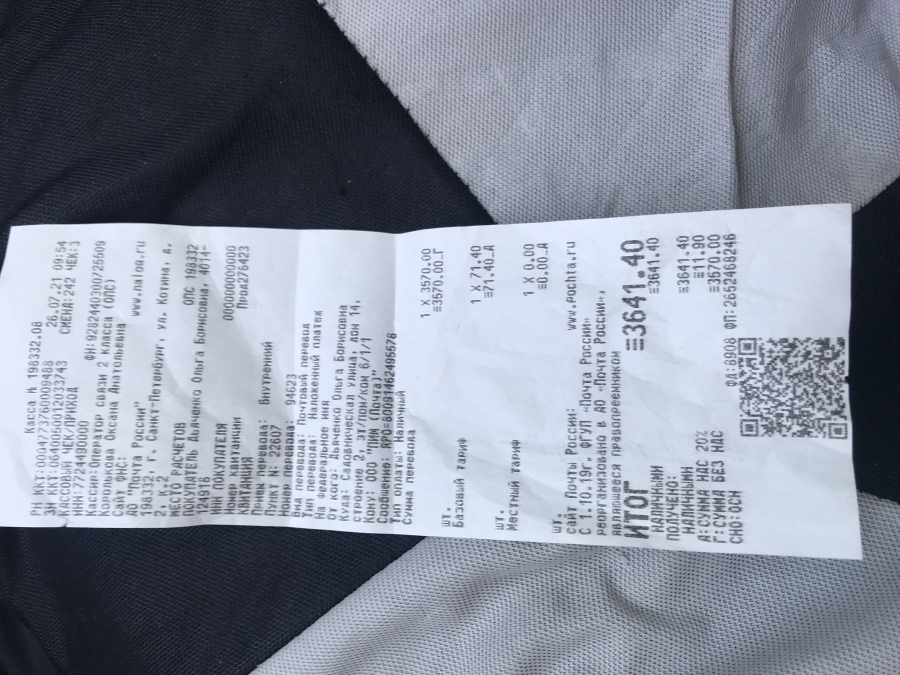 Касса № 198332.08
РН ККТ:0004737760009488 26.07.21 09:54
ЗН ККТ:0640050012033743 СМЕНА:242 ЧЕК:3
КАССОВЫЙ ЧЕК/ПРИХОД
ИНН:7724490000 ФН:9282440300725509
Кассир:Оператор связи 2 класса (ОПС)
Королькова Оксана Анатольевна
Сайт ФНС: www.nalog.ru
АО "Почта России"
198332, г. Санкт-Петербург, ул. Котина, д.
2, к.2
МЕСТО РАСЧЕТОВ ОПС 198332
ПОКУПАТЕЛЬ Дьяченко Ольга Борисовна, 4014-
124918
ИНН ПОКУПАТЕЛЯ 000000000000
Номер квитанции Прод276423
КВИТАНЦИЯ
Прием перевода: Внутренний
Пункт N: 22607
Номер перевода: 94623
Вид перевода: Почтовый перевод
Тип перевода: Наложенный платеж
На Федеральное имя
От кого: Дьяченко Ольга Борисовна
Куда: Садовническая улица, дом 14,
строение 2, эт/пом/ком, 6/1/1
Кому: ООО "ПИМ (Почта)"
Сообщение: RPO=80091462495678
Тип оплаты: Наличный
Сумма перевода
1 X 3570.00
≡3570.00_Г
шт.
Базовый тариф
1 X 71.40
≡71.40_А
шт.
Местный тариф
1 X 0.00
≡0.00_А
шт.
сайт Почты России: www.Pochta.ru
С 1.10.19г. ФГУП «Почта России»
реорганизовано в АО «Почта России»,
являющееся правопреемником
ИТОГ ≡3641.40
НАЛИЧНЫМИ ≡3641.40
ПОЛУЧЕНО:
НАЛИЧНЫМИ ≡3641.40
А:СУММА НДС 20% ≡11.90
Г:СУММА БЕЗ НДС ≡3570.00
СНО:ОСН ФД:8908 ФП:2652468246